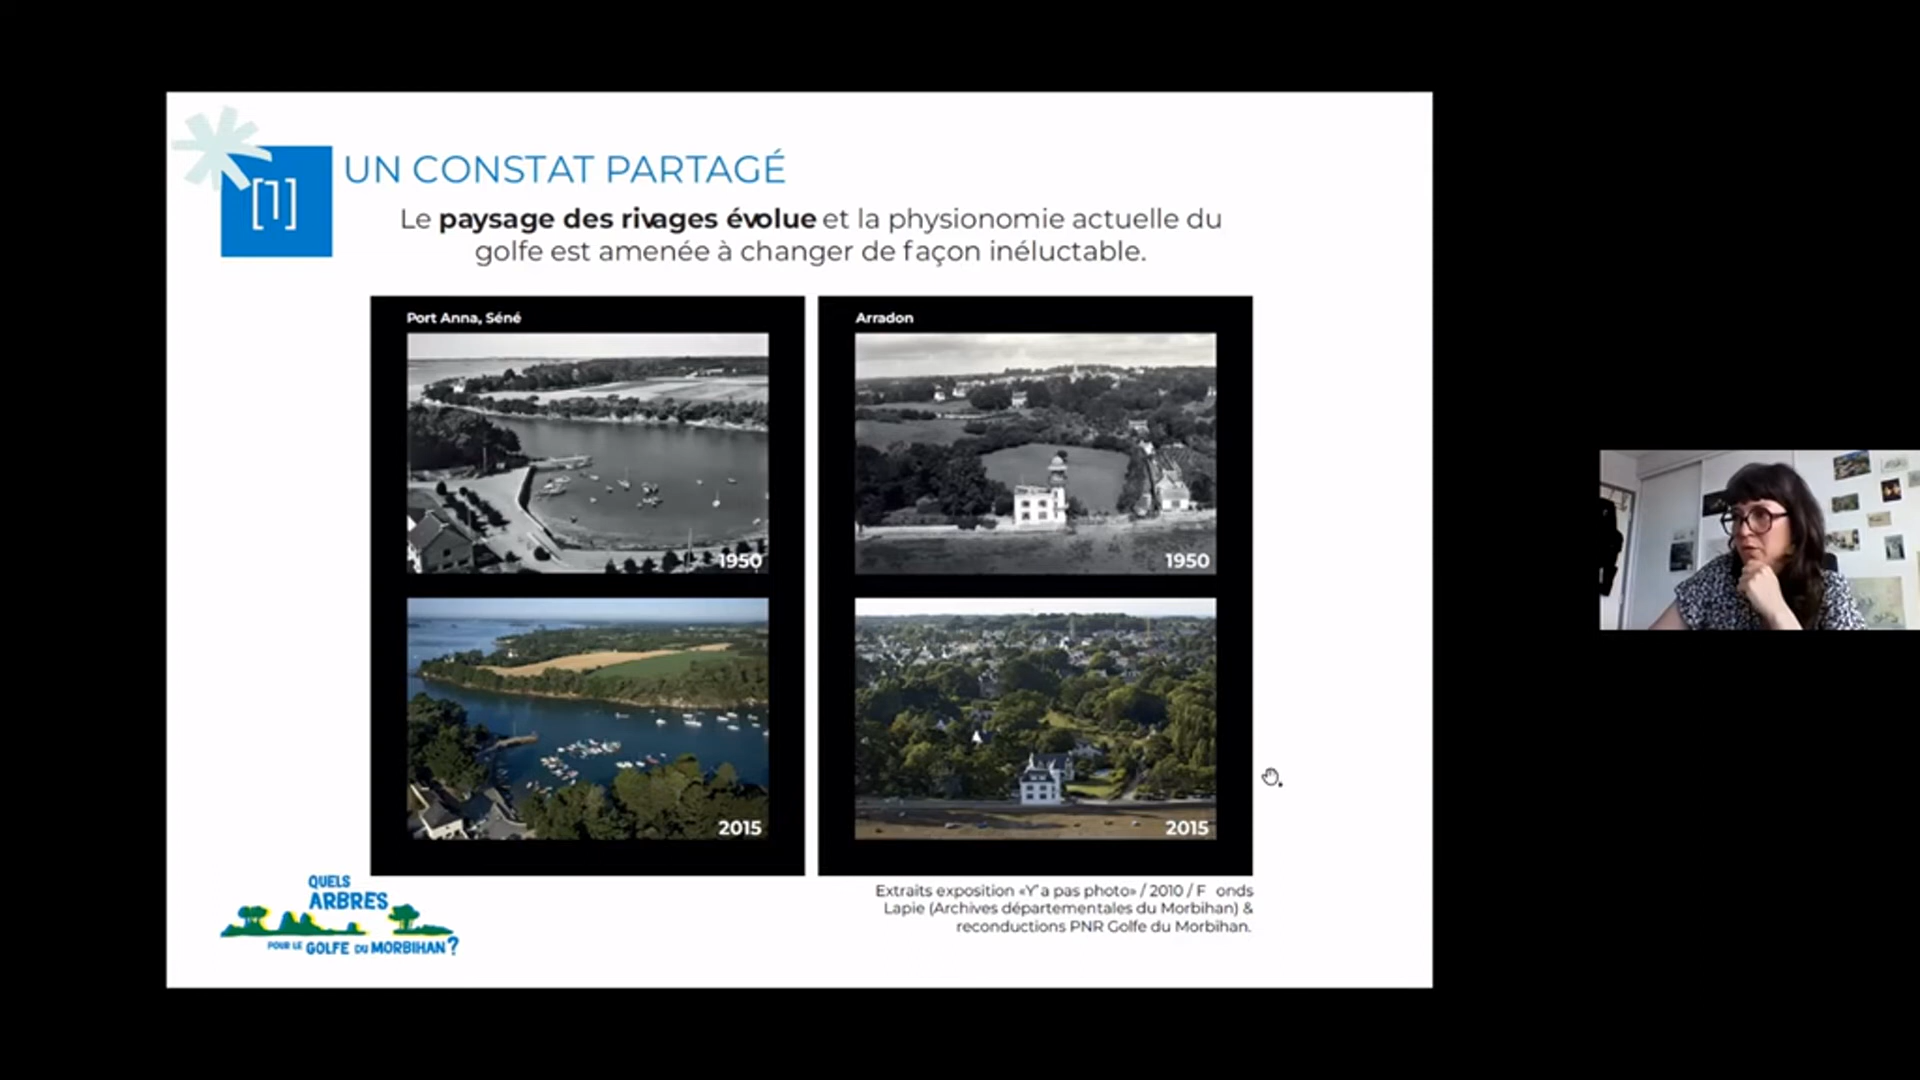 [1]
UN CONSTAT PARTAGÉ
Le paysage des rivages évolue et la physionomie actuelle du
golfe est amenée à changer de façon inéluctable.
Port Anna, Séné
1950
2015
Arradon
1950
2015
Extraits exposition «Y'a pas photo» / 2010 / F onds
Lapie (Archives départementales du Morbihan) &
reconductions PNR Golfe du Morbihan.
QUELS
ARBRES
POUR LE GOLFE DU MORBIHAN ?